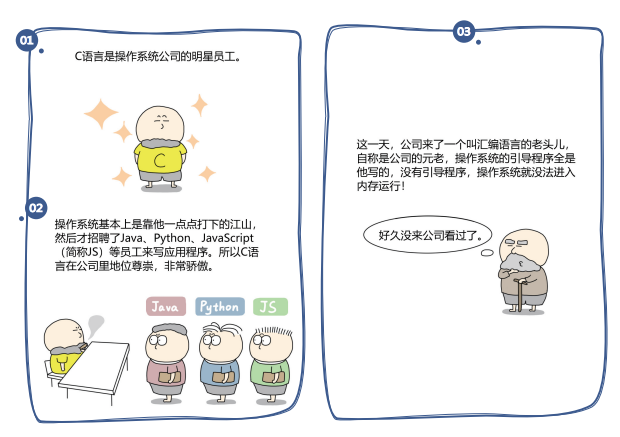 01
C语言是操作系统公司的明星员工。
C
02
操作系统基本上是靠他一点点打下的江山，
然后才招聘了Java、Python、JavaScript
（简称JS）等员工来写应用程序。所以C语
言在公司里地位尊崇，非常骄傲。
Java
Python
JS
03
这一天，公司来了一个叫汇编语言的老头儿，
自称是公司的元老，操作系统的引导程序全是
他写的，没有引导程序，操作系统就没法进入
内存运行！
好久没来公司看过了。